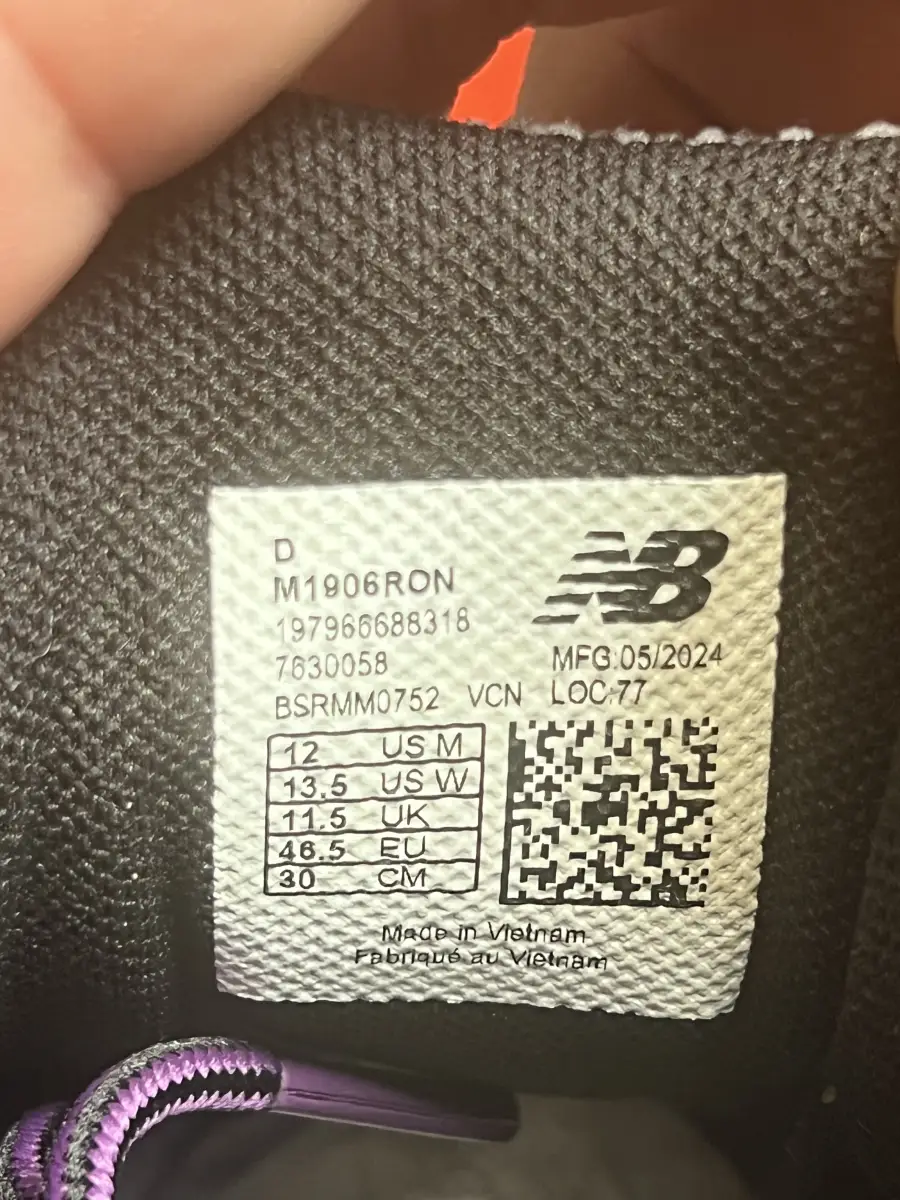 D
M1906RON
197966688318
7630058
BSRMM0752 VCN
NB
MFG:05/2024
LOC:77
12 US M
13.5 US W
11.5 UK
46.5 EU
30 CM
Made in Vietnam
Fabriqué au Vietnam